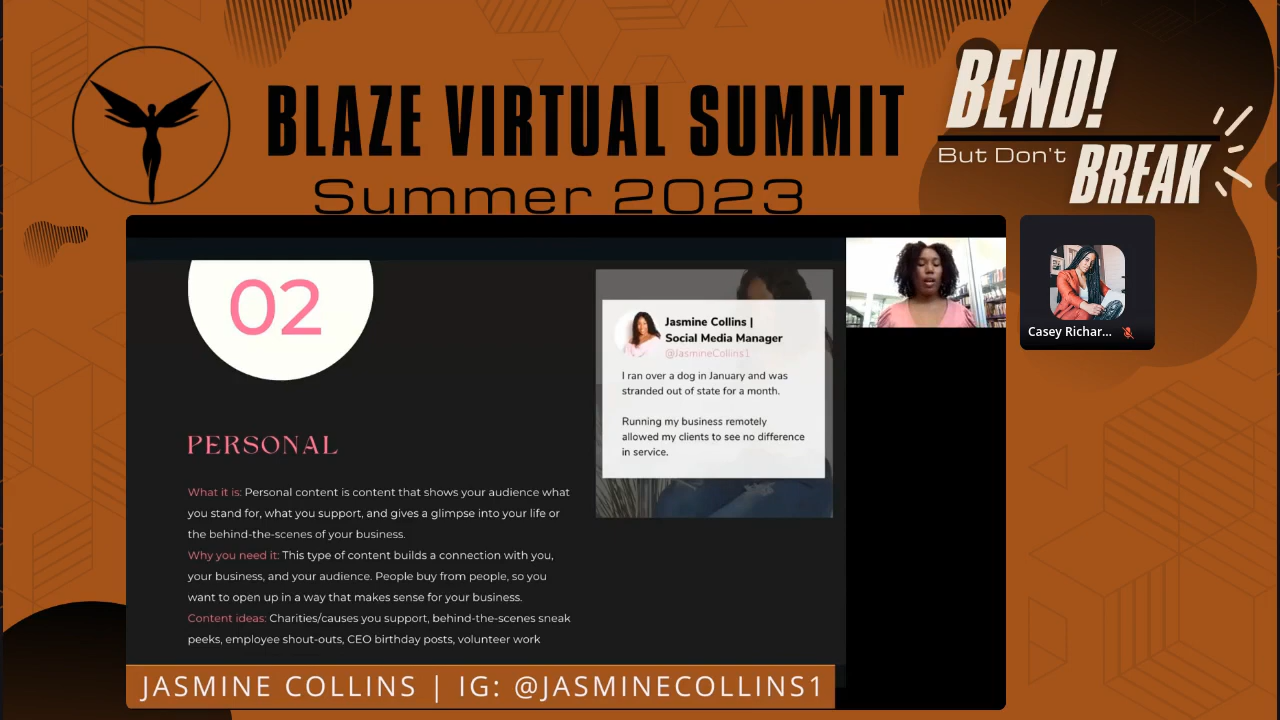 BLAZE VIRTUAL SUMMIT
Summer 2023
BEND!
But Don't
BREAK
02
PERSONAL
What it is: Personal content is content that shows your audience what
you stand for, what you support, and gives a glimpse into your life or
the behind-the-scenes of your business.
Why you need it: This type of content builds a connection with you,
your business, and your audience. People buy from people, so you
want to open up in a way that makes sense for your business.
Content ideas: Charities/causes you support, behind-the-scenes sneak
peeks, employee shout-outs, CEO birthday posts, volunteer work
Jasmine Collins |
Social Media Manager
@JasmineCollins1
I ran over a dog in January and was
stranded out of state for a month.
Running my business remotely
allowed my clients to see no difference
in service.
Casey Richar...
JASMINE COLLINS | IG: @JASMINECOLLINS1